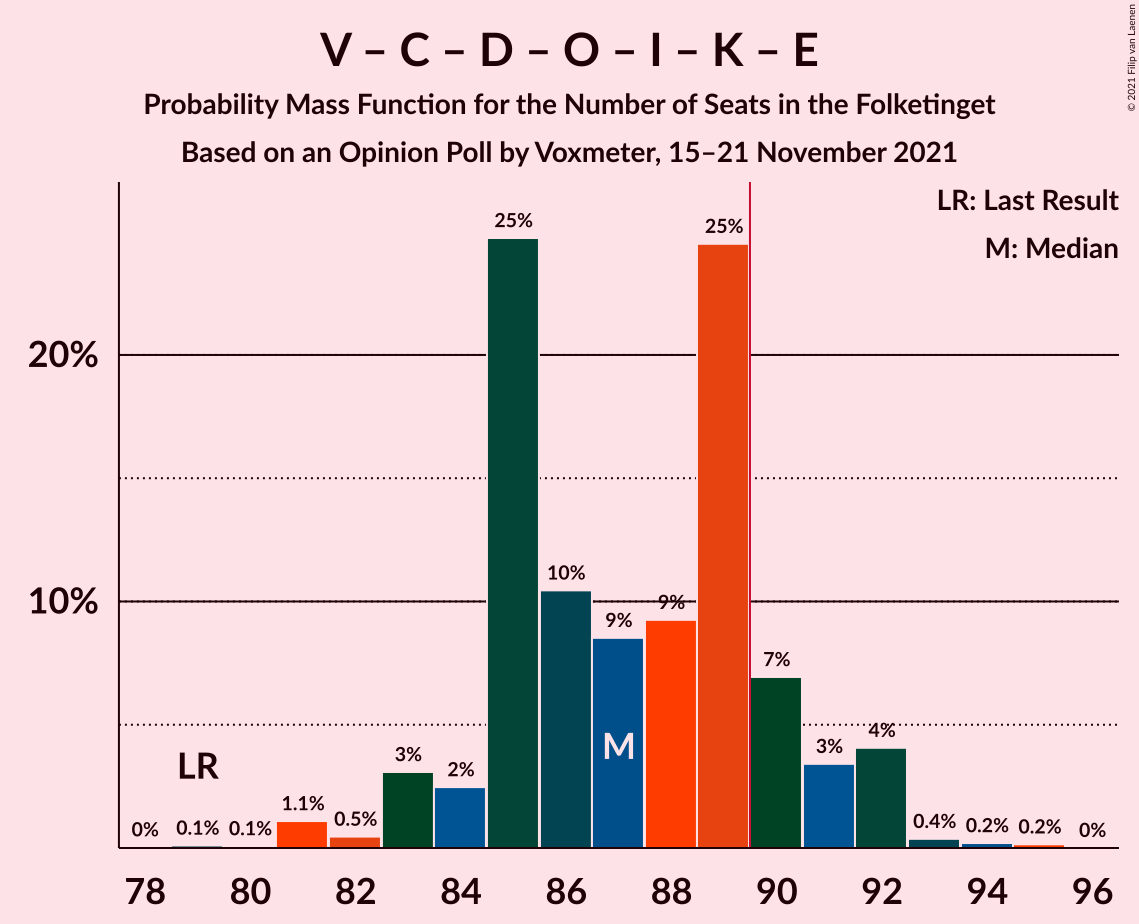 V – C – D – O – I – K – E
Probability Mass Function for the Number of Seats in the Folketinget
Based on an Opinion Poll by Voxmeter, 15–21 November 2021
© 2021 Filip van Laenen
LR: Last Result
M: Median
20%
10%
0%
0.1%
0.1%
1.1%
0.5%
3%
2%
25%
10%
9%
9%
25%
7%
3%
4%
0.4%
0.2%
0.2%
0%
LR
M
78 80 82 84 86 88 90 92 94 96